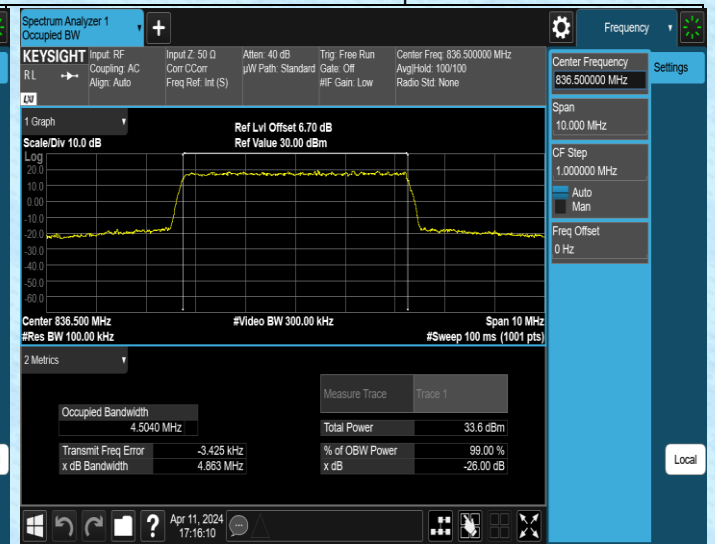 Spectrum Analyzer 1
Occupied BW
+
Frequency
KEYSIGHT
RL
LXI
Input: RF
Coupling: AC
Align: Auto
Input Z: 50 Ω
Corr CCorr
Freq Ref: Int (S)
Atten: 40 dB
µW Path: Standard
Trig: Free Run
Gate: Off
#IF Gain: Low
Center Freq: 836.500000 MHz
Avg|Hold: 100/100
Radio Std: None
Center Frequency
836.500000 MHz
Settings
Span
10.000 MHz
CF Step
1.000000 MHz
Auto
Man
Freq Offset
0 Hz
1 Graph
Scale/Div 10.0 dB
Ref Lvl Offset 6.70 dB
Ref Value 30.00 dBm
Log
20.0
10.0
0.00
-10.0
-20.0
-30.0
-40.0
-50.0
-60.0
Center 836.500 MHz
#Video BW 300.00 kHz
Span 10 MHz
#Res BW 100.00 kHz
#Sweep 100 ms (1001 pts)
2 Metrics
Measure Trace
Trace 1
Occupied Bandwidth
4.5040 MHz
Total Power
33.6 dBm
Transmit Freq Error
-3.425 kHz
% of OBW Power
99.00 %
x dB Bandwidth
4.863 MHz
x dB
-26.00 dB
Local
?
Apr 11, 2024
17:16:10